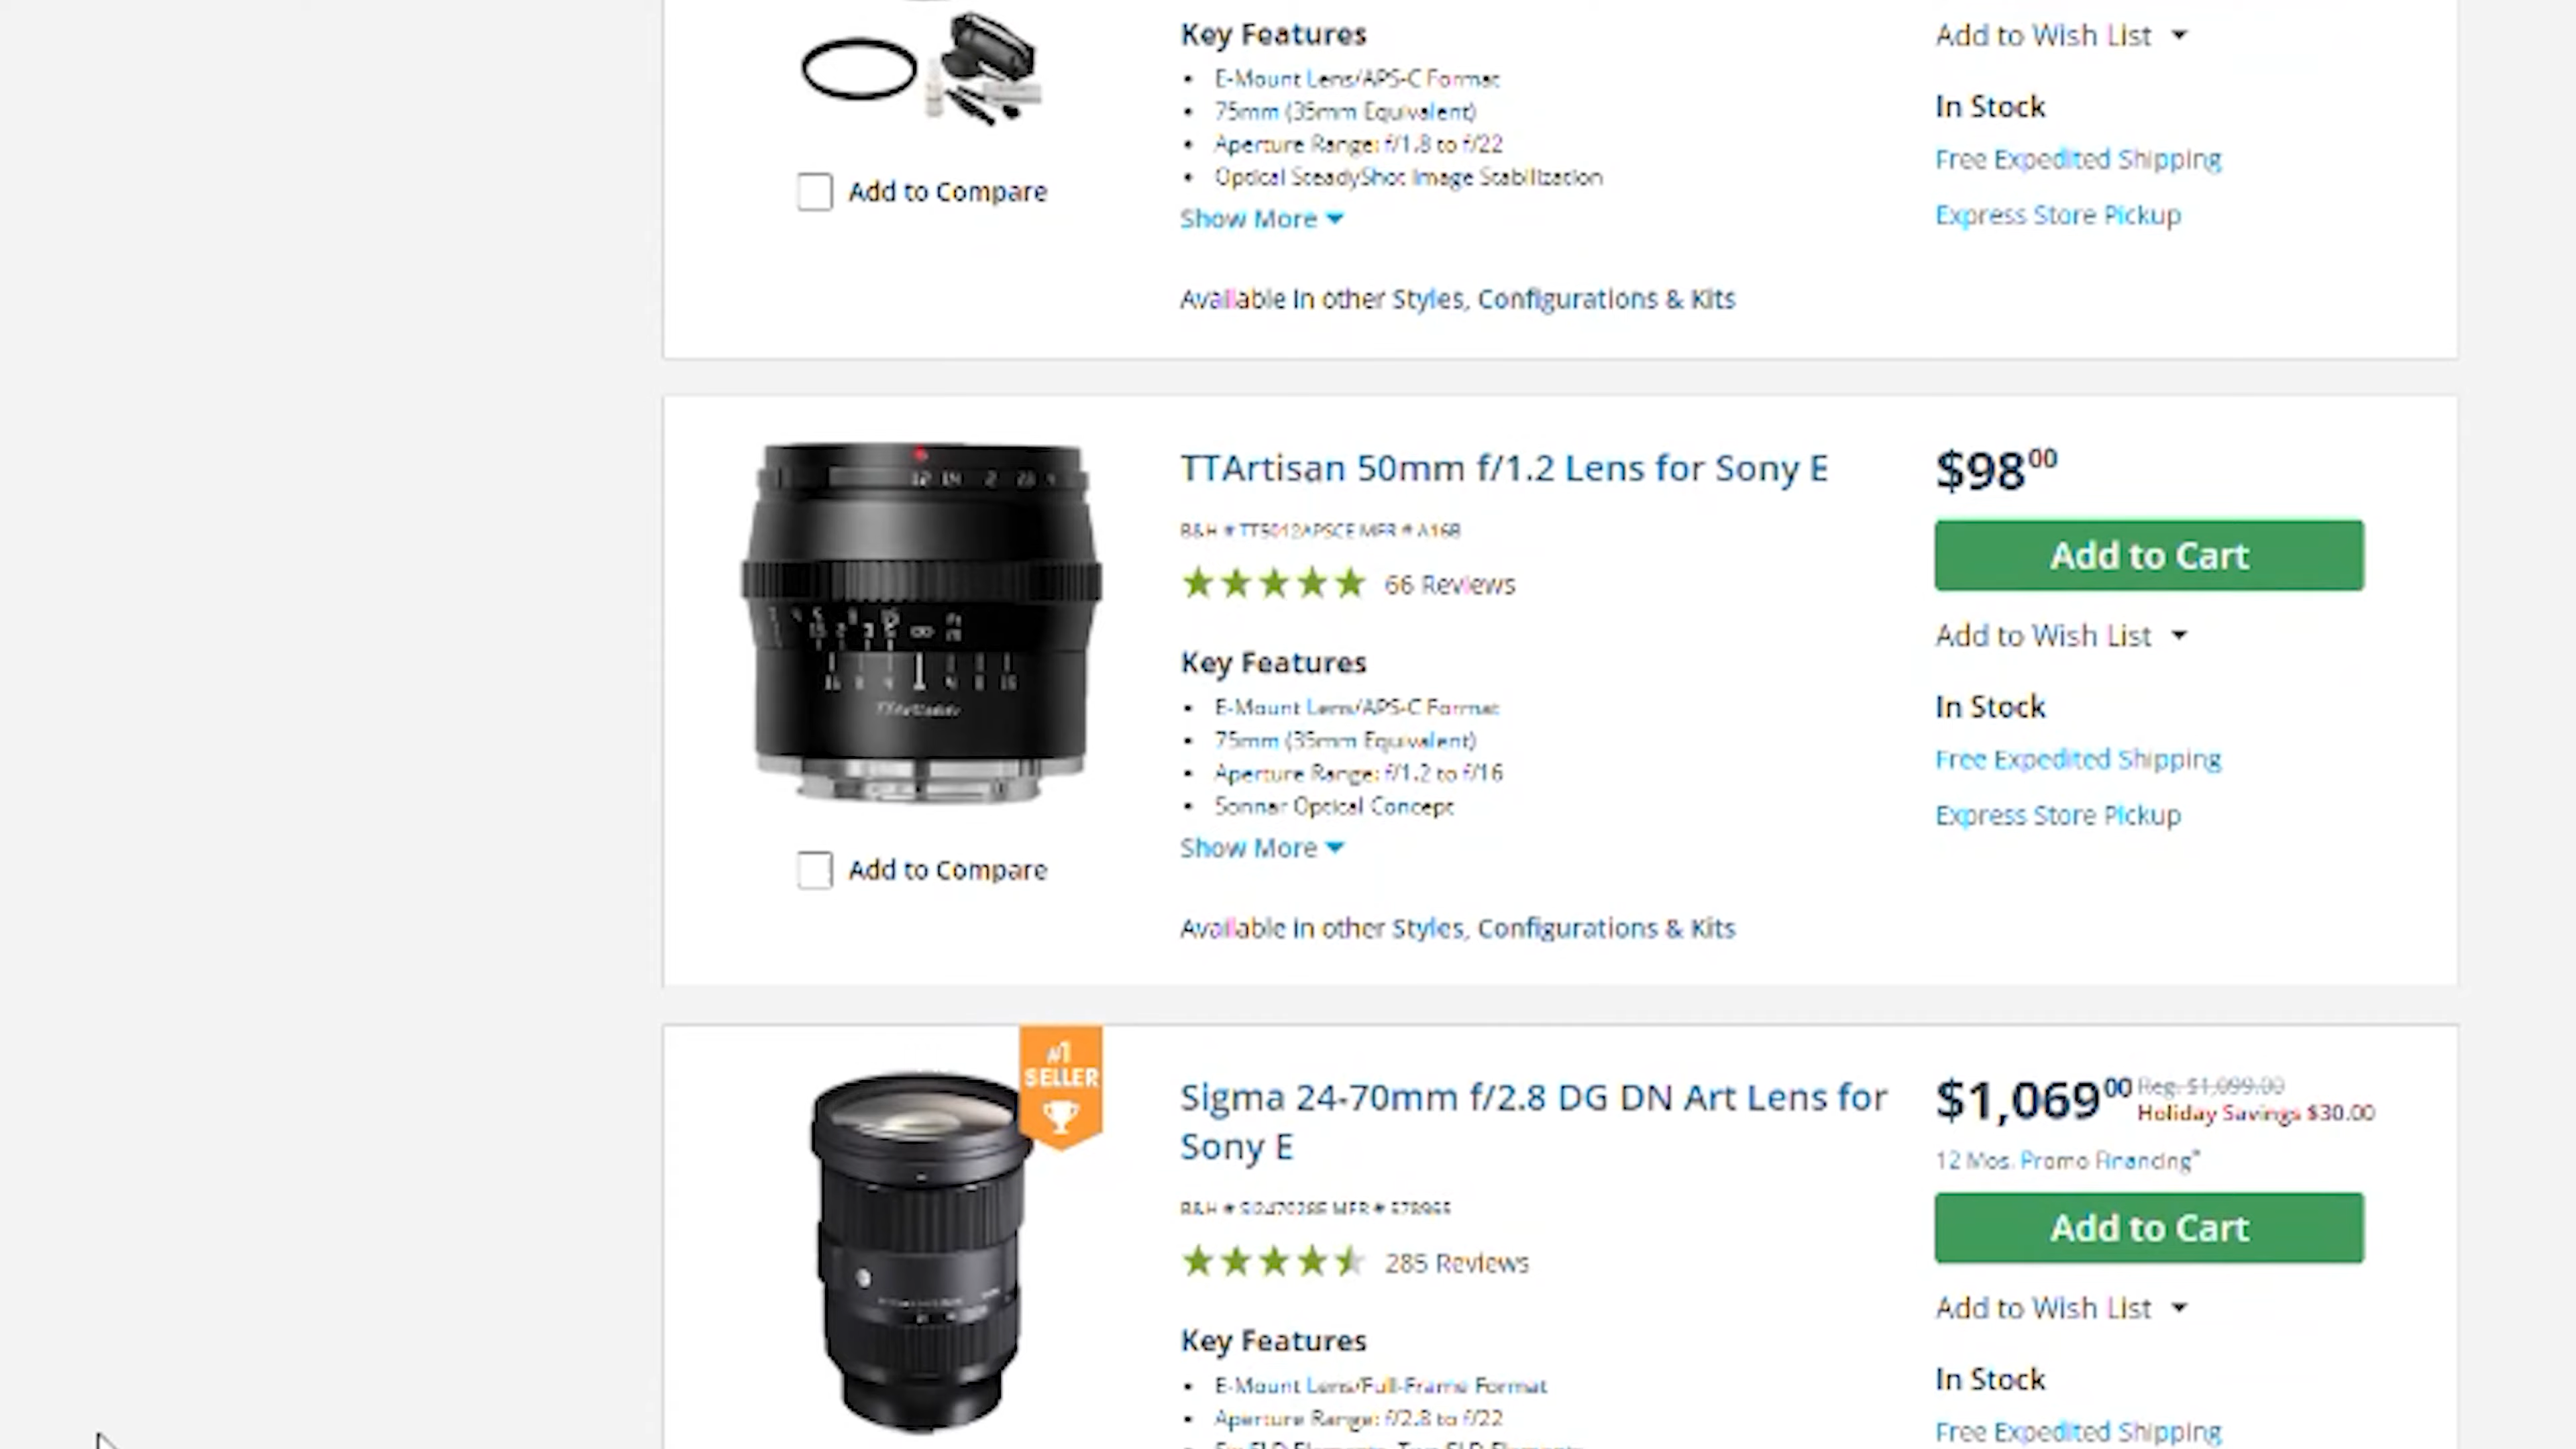 Key Features
E-Mount Lens/APS-C Format
75mm (35mm Equivalent)
Aperture Range: f/1.8 to f/22
Optical SteadyShot Image Stabilization
Show More
Available in other Styles, Configurations & Kits
Add to Compare
Add to Wish List
In Stock
Free Expedited Shipping
Express Store Pickup
TTArtisan 50mm f/1.2 Lens for Sony E
B&H # TT5012APSCE MFR # A16B
66 Reviews
Key Features
E-Mount Lens/APS-C Format
75mm (35mm Equivalent)
Aperture Range: f/1.2 to f/16
Sonnar Optical Concept
Show More
Available in other Styles, Configurations & Kits
TTArtisan
Add to Compare
$98.00
Add to Cart
Add to Wish List
In Stock
Free Expedited Shipping
Express Store Pickup
#1
SELLER
Sigma 24-70mm f/2.8 DG DN Art Lens for
Sony E
285 Reviews
Key Features
E-Mount Lens/Full-Frame Format
Aperture Range: f/2.8 to f/22
$1,069.00 Reg. $1,099.00
Holiday Savings $30.00
12 Mos. Promo Financing*
Add to Cart
Add to Wish List
In Stock
Free Expedited Shipping